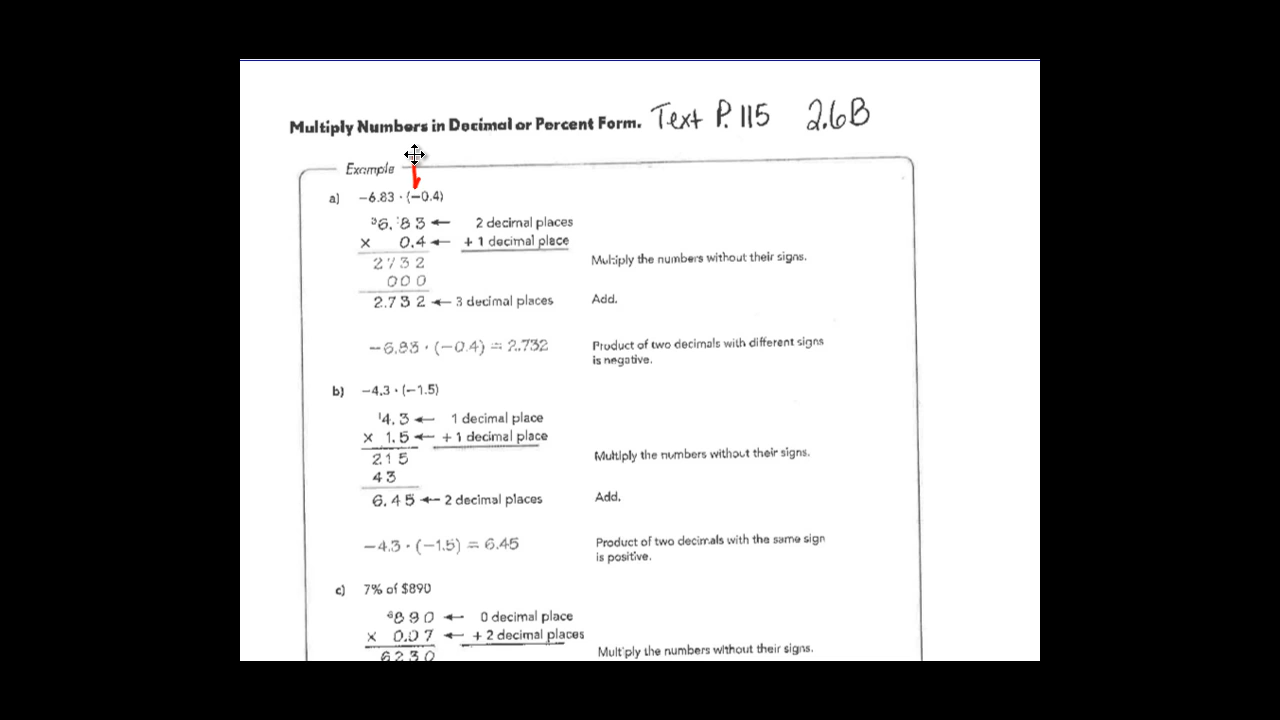 Multiply Numbers in Decimal or Percent Form. Text P. 115 2.6B
Example
a) −6.83 · (−0.4)
³6.¹83 ← 2 decimal places
× 0.4 ← + 1 decimal place
2732 Multiply the numbers without their signs.
000
2.732 ← 3 decimal places Add.
−6.83 · (−0.4) = 2.732 Product of two decimals with different signs
is negative.
b) −4.3 · (−1.5)
¹4.3 ← 1 decimal place
× 1.5 ← + 1 decimal place
215 Multiply the numbers without their signs.
43
6.45 ← 2 decimal places Add.
−4.3 · (−1.5) = 6.45 Product of two decimals with the same sign
is positive.
c) 7% of $890
⁶890 ← 0 decimal place
× 0.07 ← + 2 decimal places
6230 Multiply the numbers without their signs.